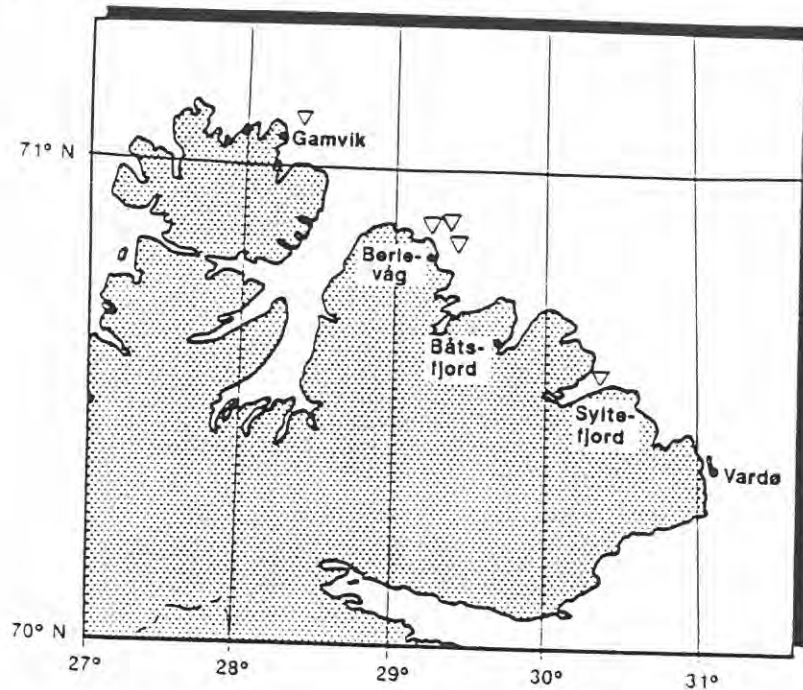 Gamvik
71° N
Berle-
våg
Båts-
fjord
Sylte-
fjord
Vardø
70° N
27°
28°
29°
30°
31°